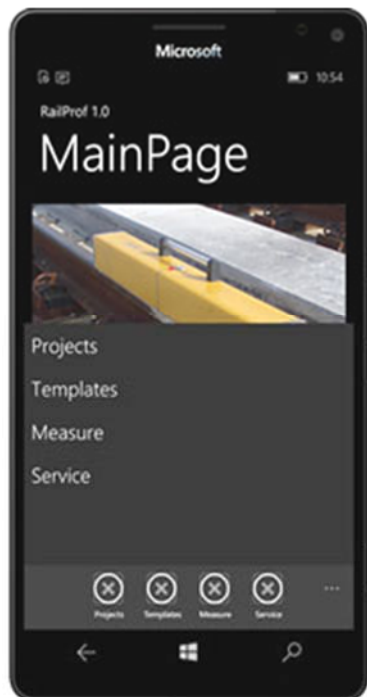 Microsoft
10:54
RailProf 1.0
MainPage
Projects
Templates
Measure
Service
Projects Templates Measure Service
...